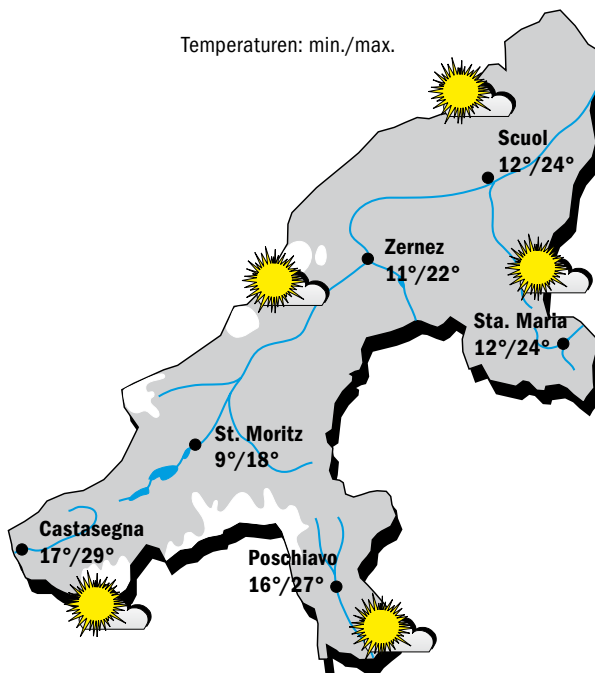 Temperaturen: min./max.
Scuol
12°/24°
Zernez
11°/22°
Sta. Maria
12°/24°
St. Moritz
9°/18°
Castasegna
17°/29°
Poschiavo
16°/27°